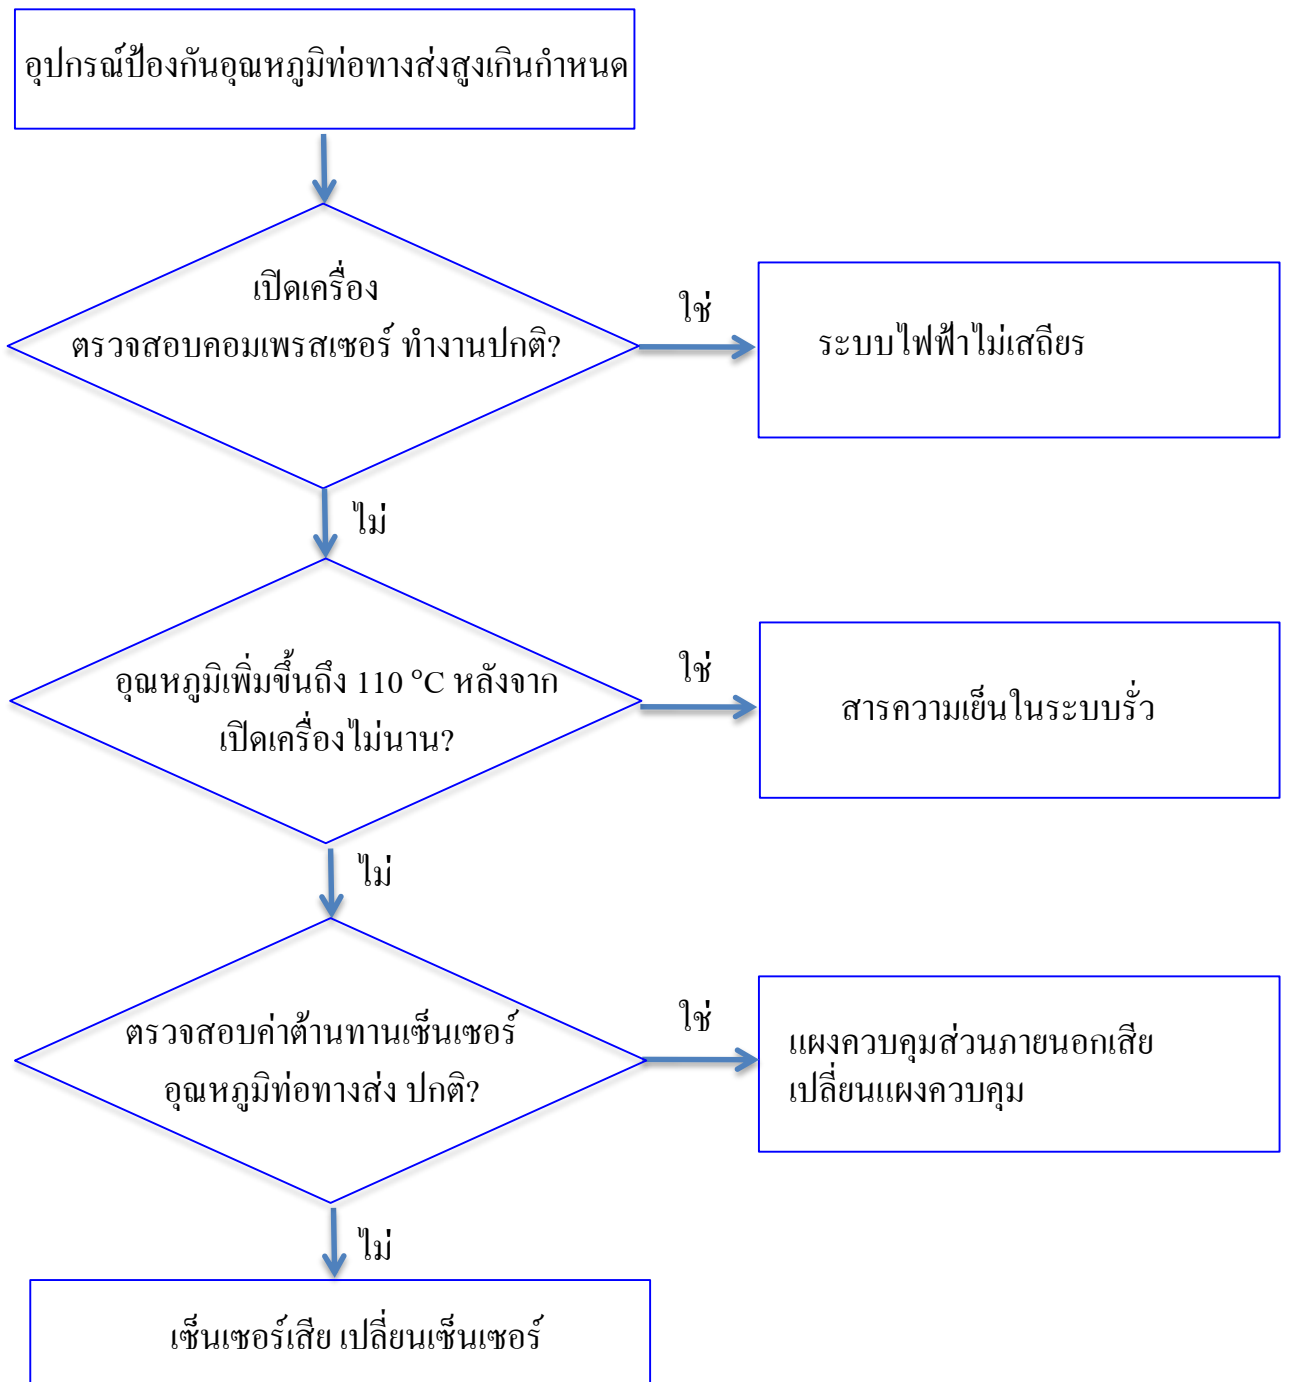 อุปกรณ์ป้องกันอุณหภูมิท่อทางส่งสูงเกินกำหนด
เปิดเครื่อง
ตรวจสอบคอมเพรสเซอร์ ทำงานปกติ?
ใช่
ระบบไฟฟ้าไม่เสถียร
ไม่
อุณหภูมิเพิ่มขึ้นถึง 110 °C หลังจาก
เปิดเครื่องไม่นาน?
ใช่
สารความเย็นในระบบรั่ว
ไม่
ตรวจสอบค่าต้านทานเซ็นเซอร์
อุณหภูมิท่อทางส่ง ปกติ?
ใช่
แผงควบคุมส่วนภายนอกเสีย
เปลี่ยนแผงควบคุม
ไม่
เซ็นเซอร์เสีย เปลี่ยนเซ็นเซอร์